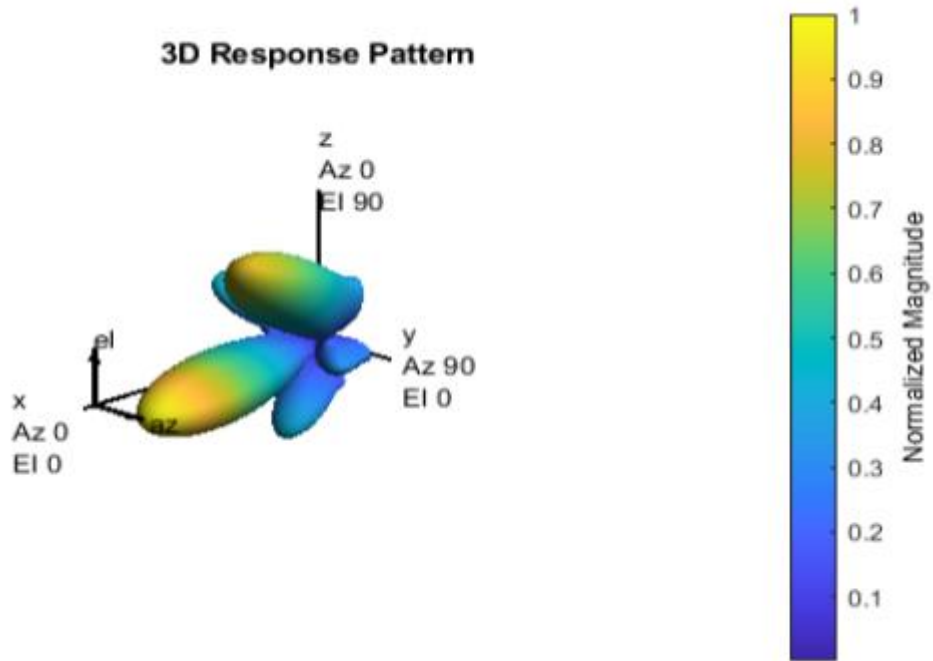 3D Response Pattern
z
Az 0
El 90
el
y
Az 90
El 0
x
Az 0
El 0
az
1
0.9
0.8
0.7
0.6
0.5
0.4
0.3
0.2
0.1
Normalized Magnitude